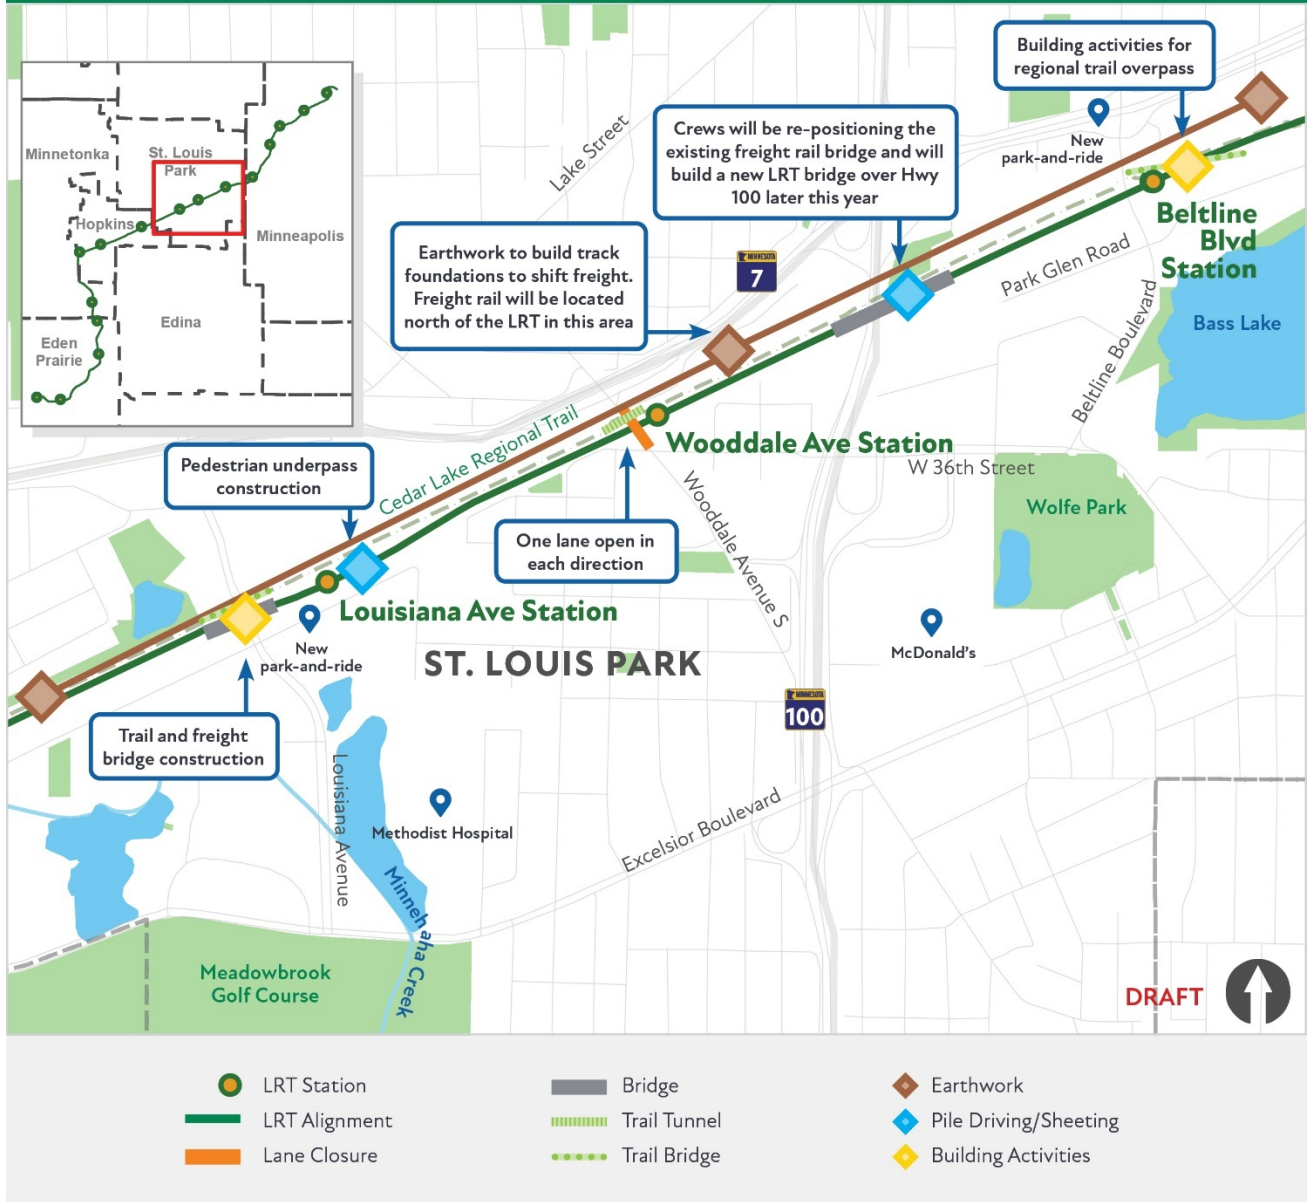 Building activities for
regional trail overpass
Minnetonka
St. Louis
Park
Hopkins
Minneapolis
Edina
Eden
Prairie
Lake Street
Crews will be re-positioning the
existing freight rail bridge and will
build a new LRT bridge over Hwy
100 later this year
New
park-and-ride
Beltline
Blvd
Station
Earthwork to build track
foundations to shift freight.
Freight rail will be located
north of the LRT in this area
MINNESOTA
7
Park Glen Road
Beltline Boulevard
Bass Lake
Cedar Lake Regional Trail
Wooddale Ave Station
W 36th Street
Pedestrian underpass
construction
Wolfe Park
One lane open in
each direction
Wooddale Avenue S
Louisiana Ave Station
New
park-and-ride
ST. LOUIS PARK
McDonald's
MINNESOTA
100
Trail and freight
bridge construction
Louisiana Avenue
Methodist Hospital
Excelsior Boulevard
Minnehaha Creek
Meadowbrook
Golf Course
DRAFT
LRT Station
LRT Alignment
Lane Closure
Bridge
Trail Tunnel
Trail Bridge
Earthwork
Pile Driving/Sheeting
Building Activities